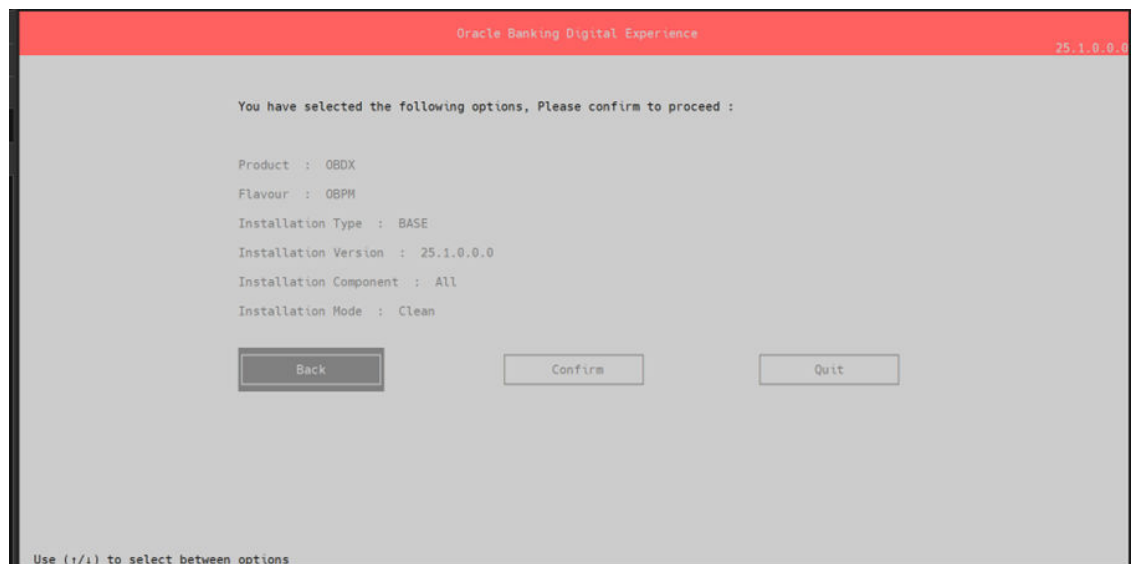 Oracle Banking Digital Experience
25.1.0.0.0
You have selected the following options, Please confirm to proceed :
Product : OBDX
Flavour : OBPM
Installation Type : BASE
Installation Version : 25.1.0.0.0
Installation Component : All
Installation Mode : Clean
Back Confirm Quit
Use (↑/↓) to select between options